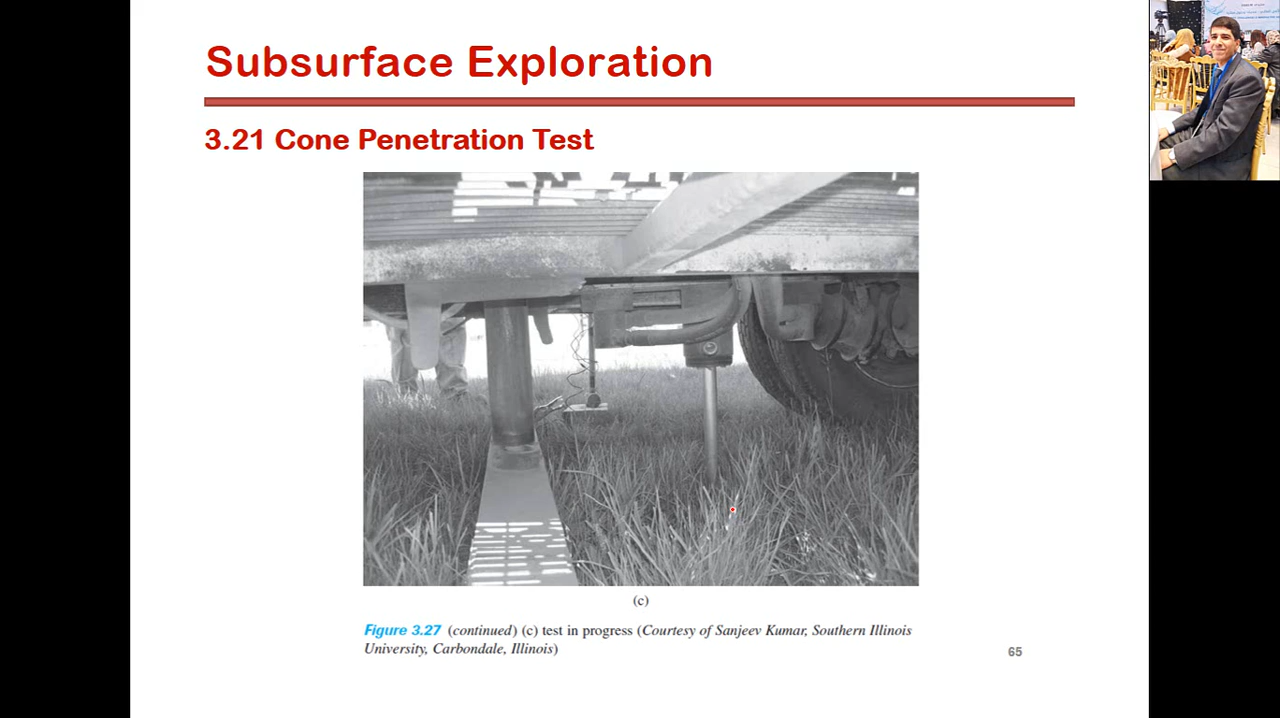 Subsurface Exploration
3.21 Cone Penetration Test
(c)
Figure 3.27 (continued) (c) test in progress (Courtesy of Sanjeev Kumar, Southern Illinois
University, Carbondale, Illinois)
65